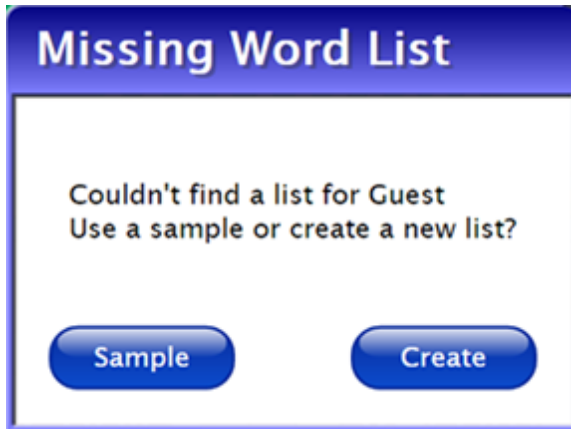 Missing Word List
Couldn't find a list for Guest
Use a sample or create a new list?
Sample
Create